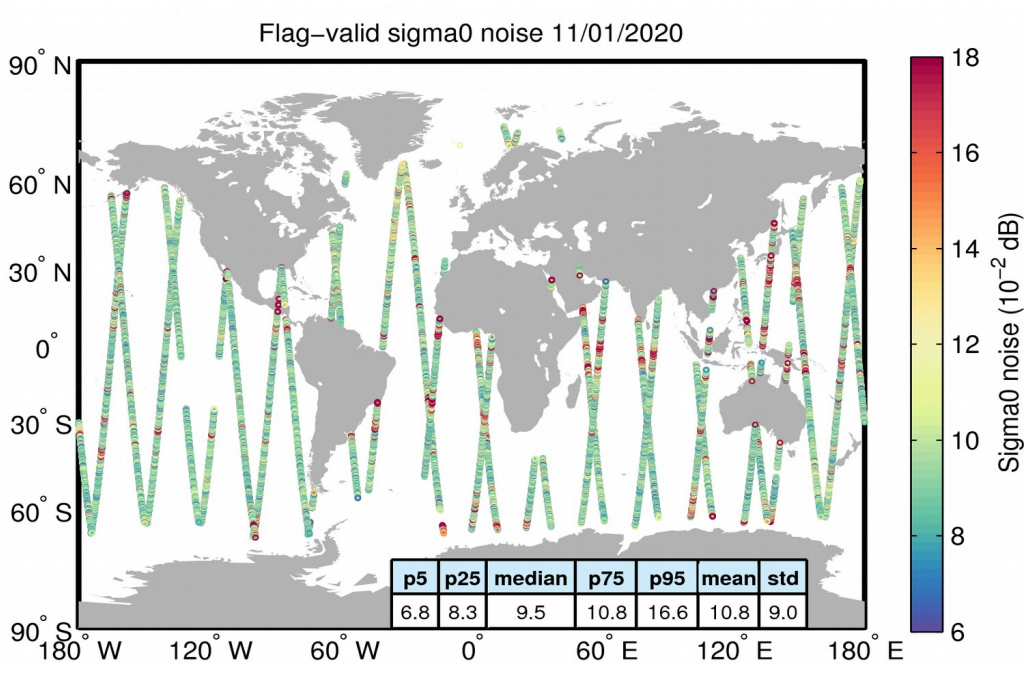 Flag−valid sigma0 noise 11/01/2020
90° N
60° N
30° N
0°
30° S
60° S
90° S
180° W
120° W
60° W
0°
60° E
120° E
180° E
p5 p25 median p75 p95 mean std
6.8 8.3 9.5 10.8 16.6 10.8 9.0
18
16
14
12
10
8
6
Sigma0 noise (10⁻² dB)